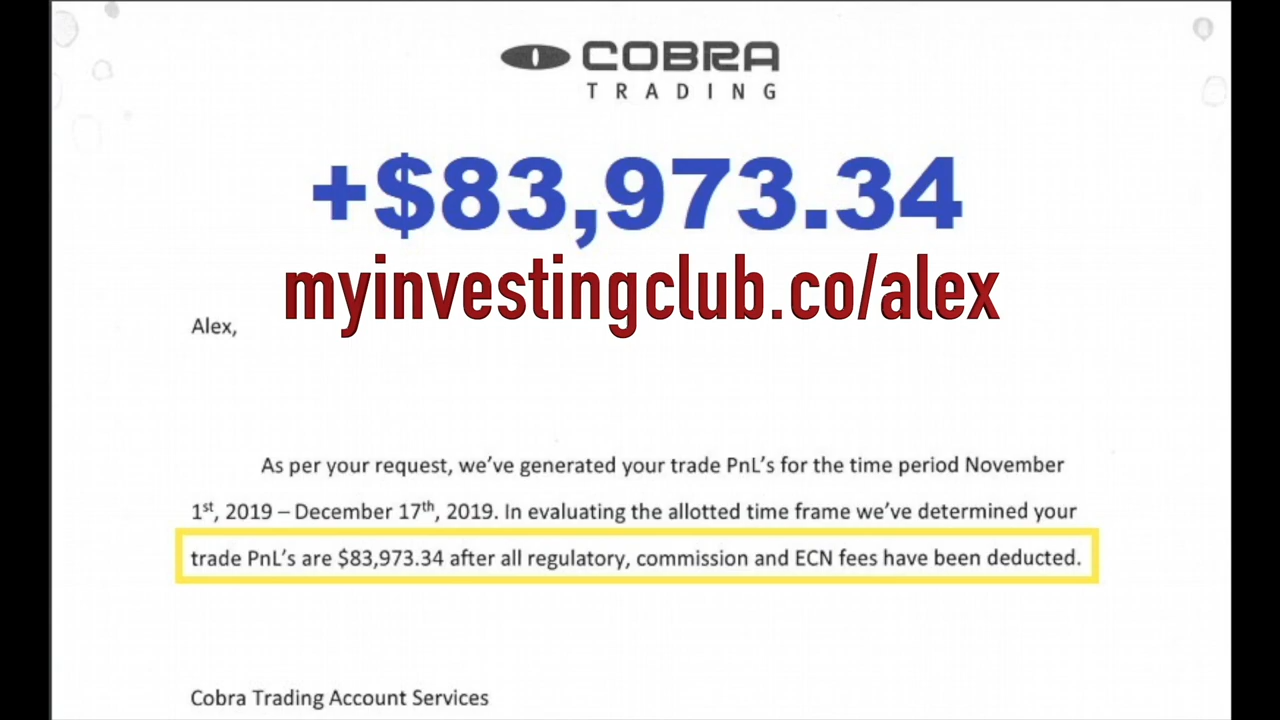 COBRA
TRADING
+$83,973.34
myinvestingclub.co/alex
Alex,
As per your request, we've generated your trade PnL's for the time period November
1st, 2019 – December 17th, 2019. In evaluating the allotted time frame we've determined your
trade PnL's are $83,973.34 after all regulatory, commission and ECN fees have been deducted.
Cobra Trading Account Services